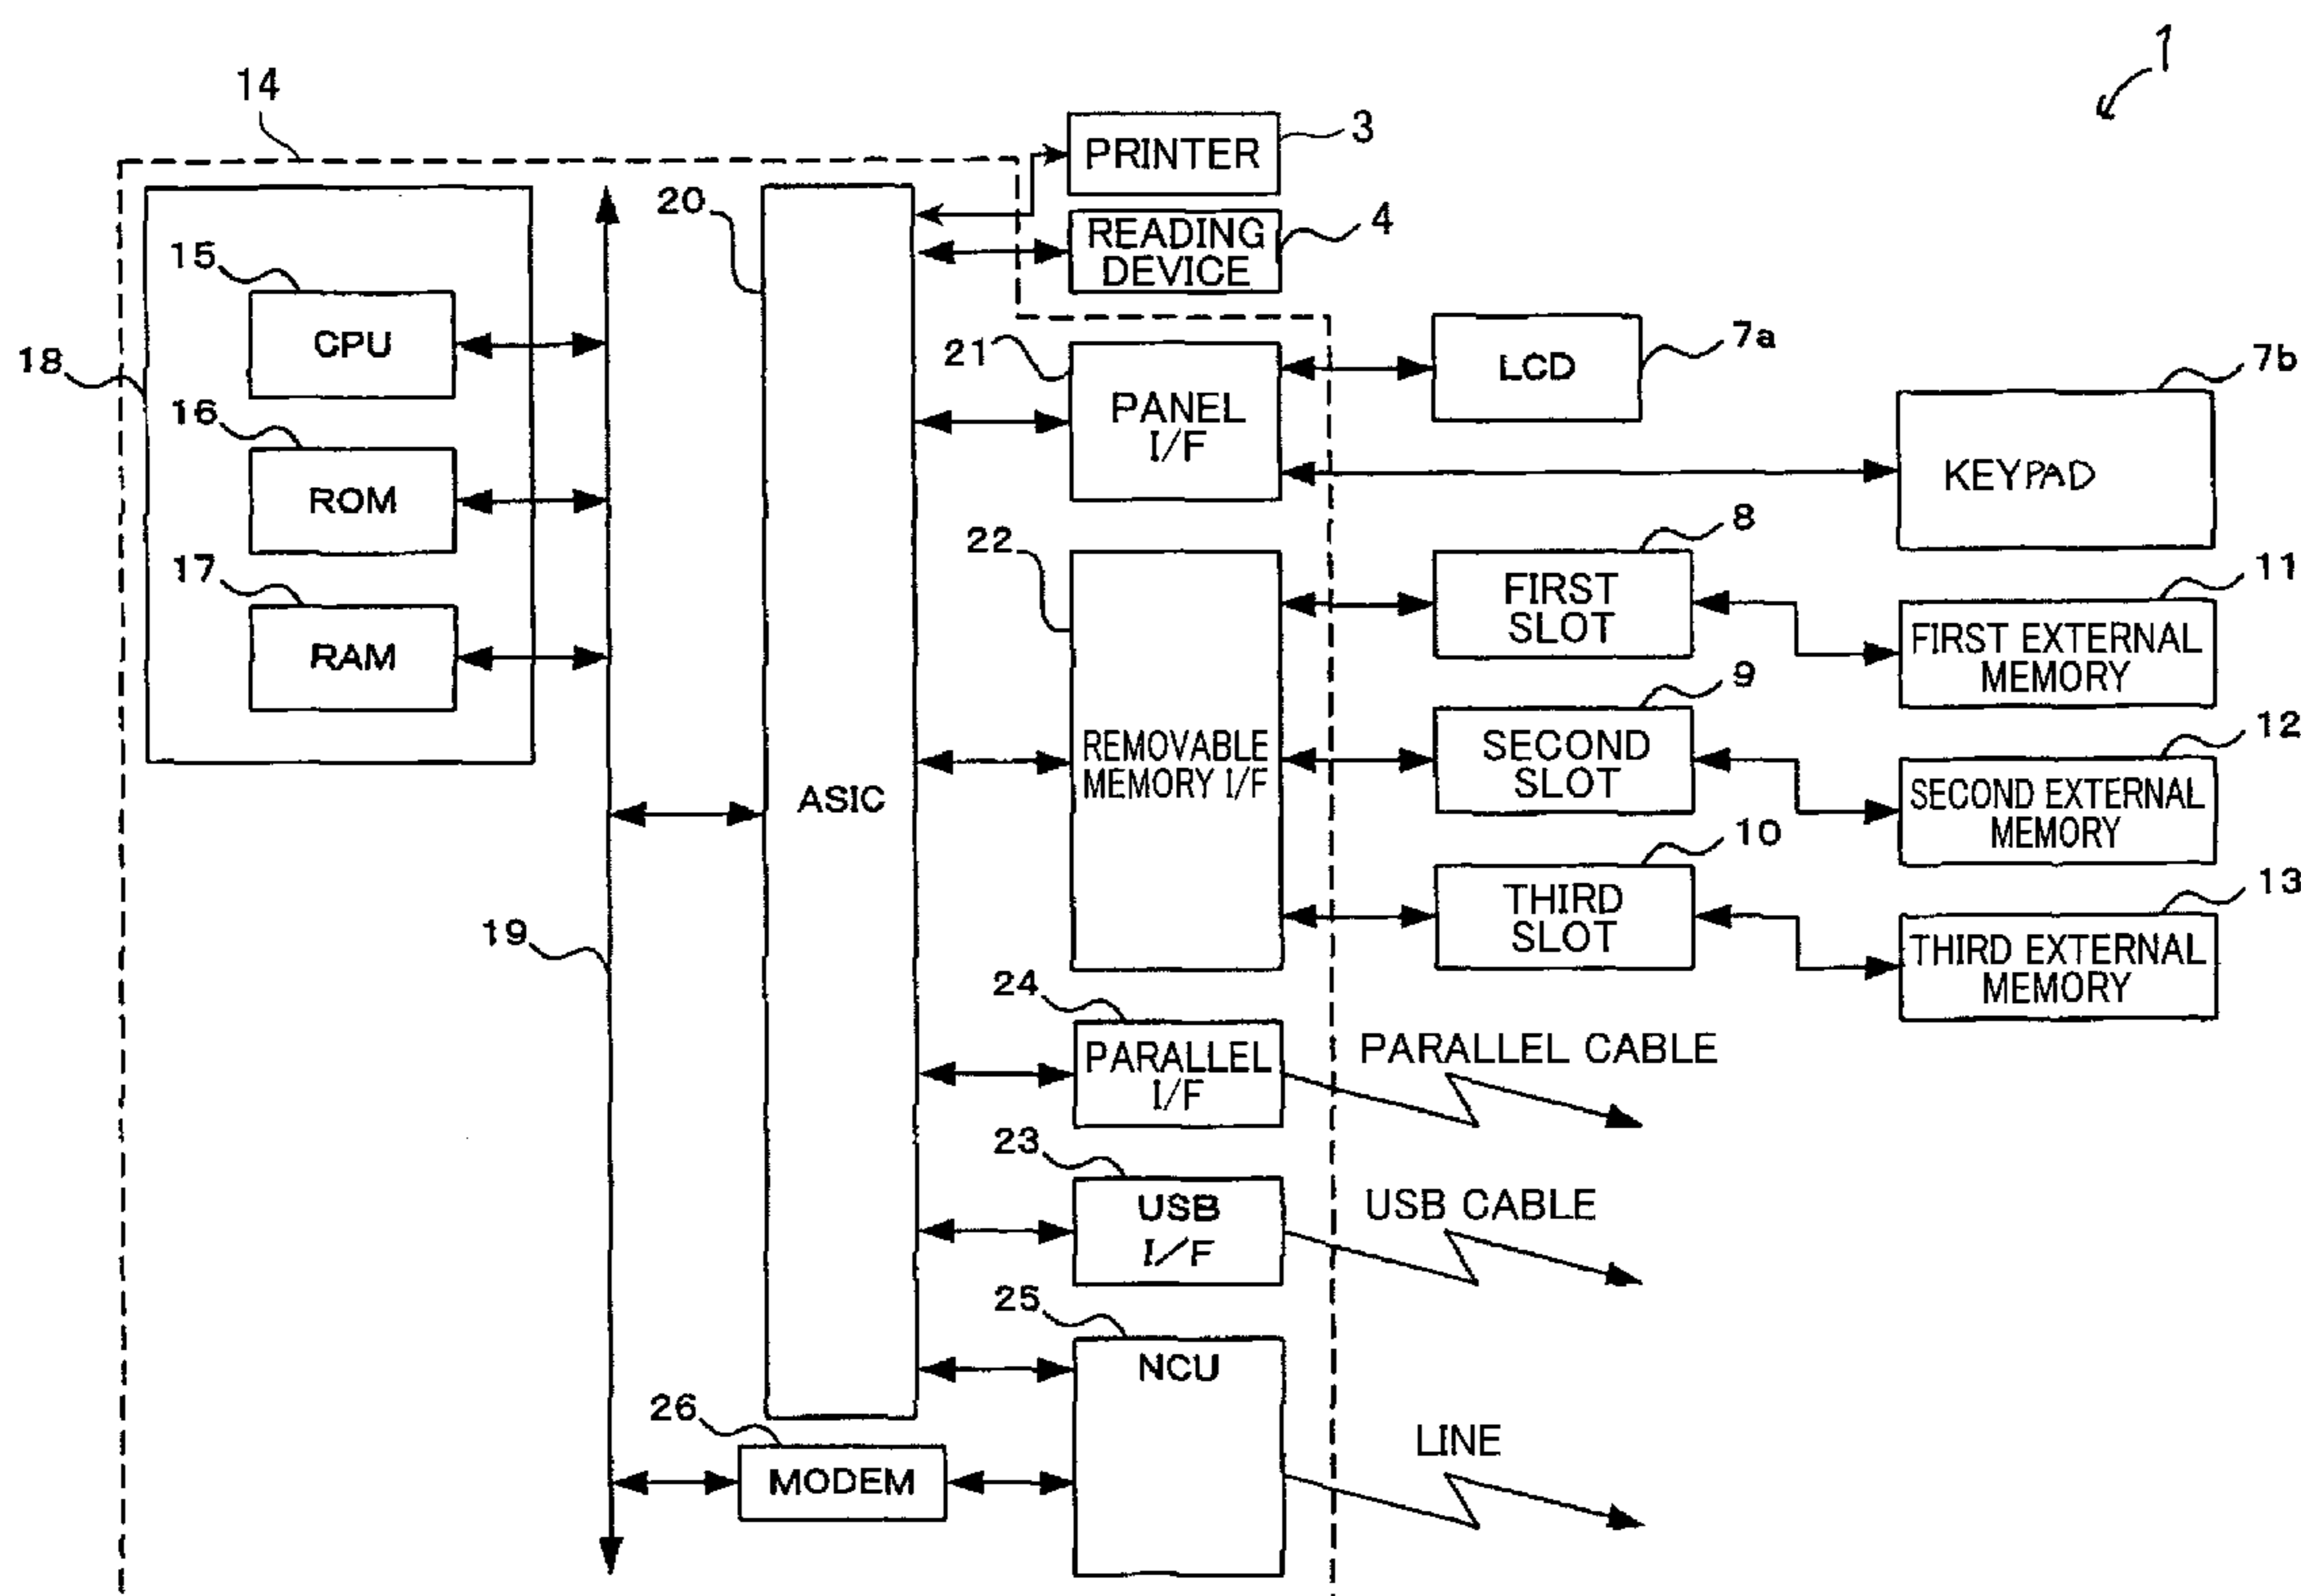 1
14
PRINTER
3
20
READING
DEVICE
4
15
CPU
18
21
PANEL
I/F
LCD
7a
7b
KEYPAD
16
ROM
22
REMOVABLE
MEMORY I/F
8
FIRST
SLOT
11
FIRST EXTERNAL
MEMORY
17
RAM
9
SECOND
SLOT
12
SECOND EXTERNAL
MEMORY
ASIC
10
THIRD
SLOT
13
THIRD EXTERNAL
MEMORY
19
24
PARALLEL
I/F
PARALLEL CABLE
23
USB
I/F
USB CABLE
25
NCU
26
MODEM
LINE